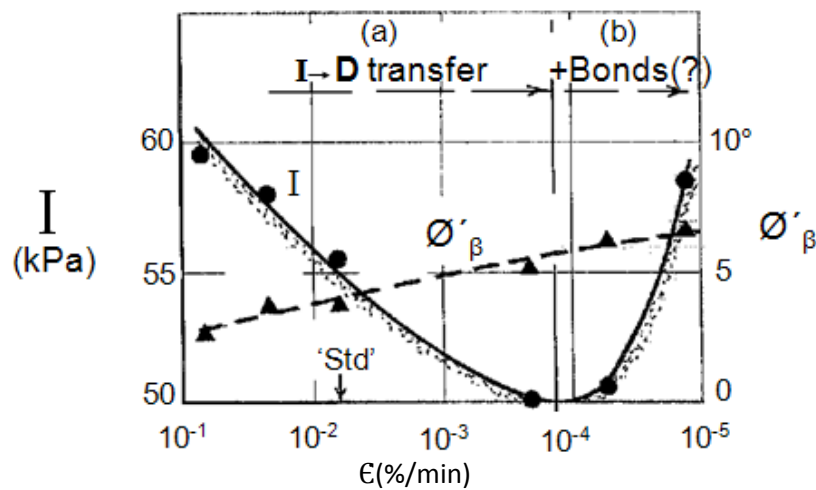 (a) (b)
I→D transfer +Bonds(?)
60 10°
I
I (kPa) Ø´β Ø´β
55 5
'Std'
50 0
10-1 10-2 10-3 10-4 10-5
Є(%/min)